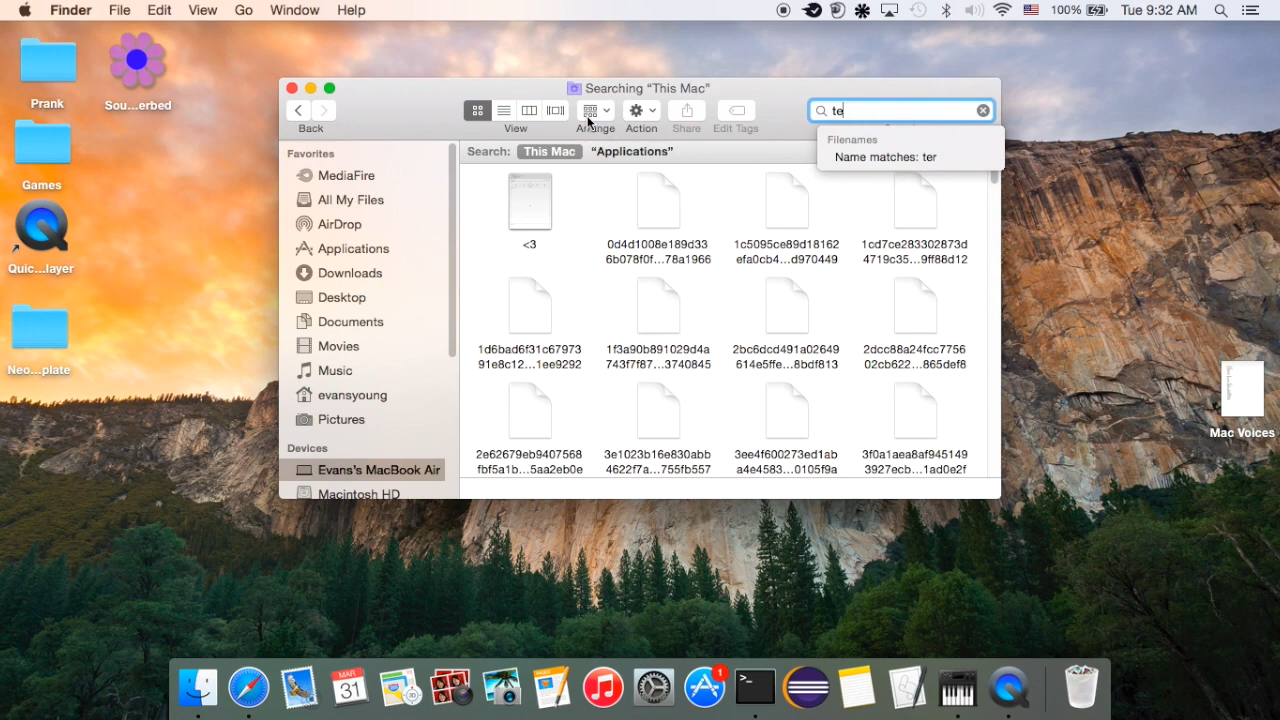 Finder File Edit View Go Window Help
100% Tue 9:32 AM
Prank
Sou...erbed
Games
Quic...layer
Neo...plate
Mac Voices
Searching “This Mac”
te
Back
View
Arrange
Action
Share
Edit Tags
Filenames
Name matches: ter
Search: This Mac “Applications”
Favorites
MediaFire
All My Files
AirDrop
Applications
Downloads
Desktop
Documents
Movies
Music
evansyoung
Pictures
Devices
Evans's MacBook Air
Macintosh HD
<3
0d4d1008e189d33
6b078f0f...78a1966
1c5095ce89d18162
efa0cb4...d970449
1cd7ce283302873d
4719c35...9ff88d12
1d6bad6f31c67973
91e8c12...1ee9292
1f3a90b891029d4a
743f7f87...3740845
2bc6dcd491a02649
614e5ffe...8bdf813
2dcc88a24fcc7756
02cb622...865def8
2e62679eb9407568
fbf5a1b...5aa2eb0e
3e1023b16e830abb
4622f7a...755fb557
3ee4f600273ed1ab
a4e4583...0105f9a
3f0a1aea8af945149
3927ecb...1ad0e2f
MAR
31
1